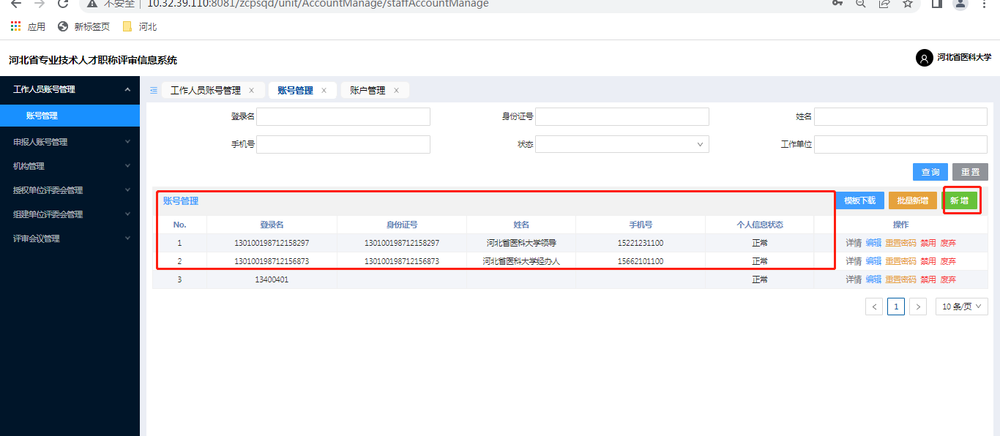 不安全 | 10.32.39.110:8081/zcpsqd/unit/AccountManage/staffAccountManage
应用 新标签页 河北
河北省专业技术人才职称评审信息系统 河北省医科大学
工作人员账号管理 工作人员账号管理 × 账号管理 × 账户管理 ×
账号管理
申报人账号管理
机构管理
授权单位评委会管理
组建单位评委会管理
评审会议管理
登录名 身份证号 姓名
手机号 状态 工作单位
查询 重置
账号管理 模板下载 批量新增 新增
No. 登录名 身份证号 姓名 手机号 个人信息状态 操作
1 130100198712158297 130100198712158297 河北省医科大学领导 15221231100 正常 详情 编辑 重置密码 禁用 废弃
2 130100198712156873 130100198712156873 河北省医科大学经办人 15662101100 正常 详情 编辑 重置密码 禁用 废弃
3 13400401 正常 详情 编辑 重置密码 禁用 废弃
< 1 > 10 条/页